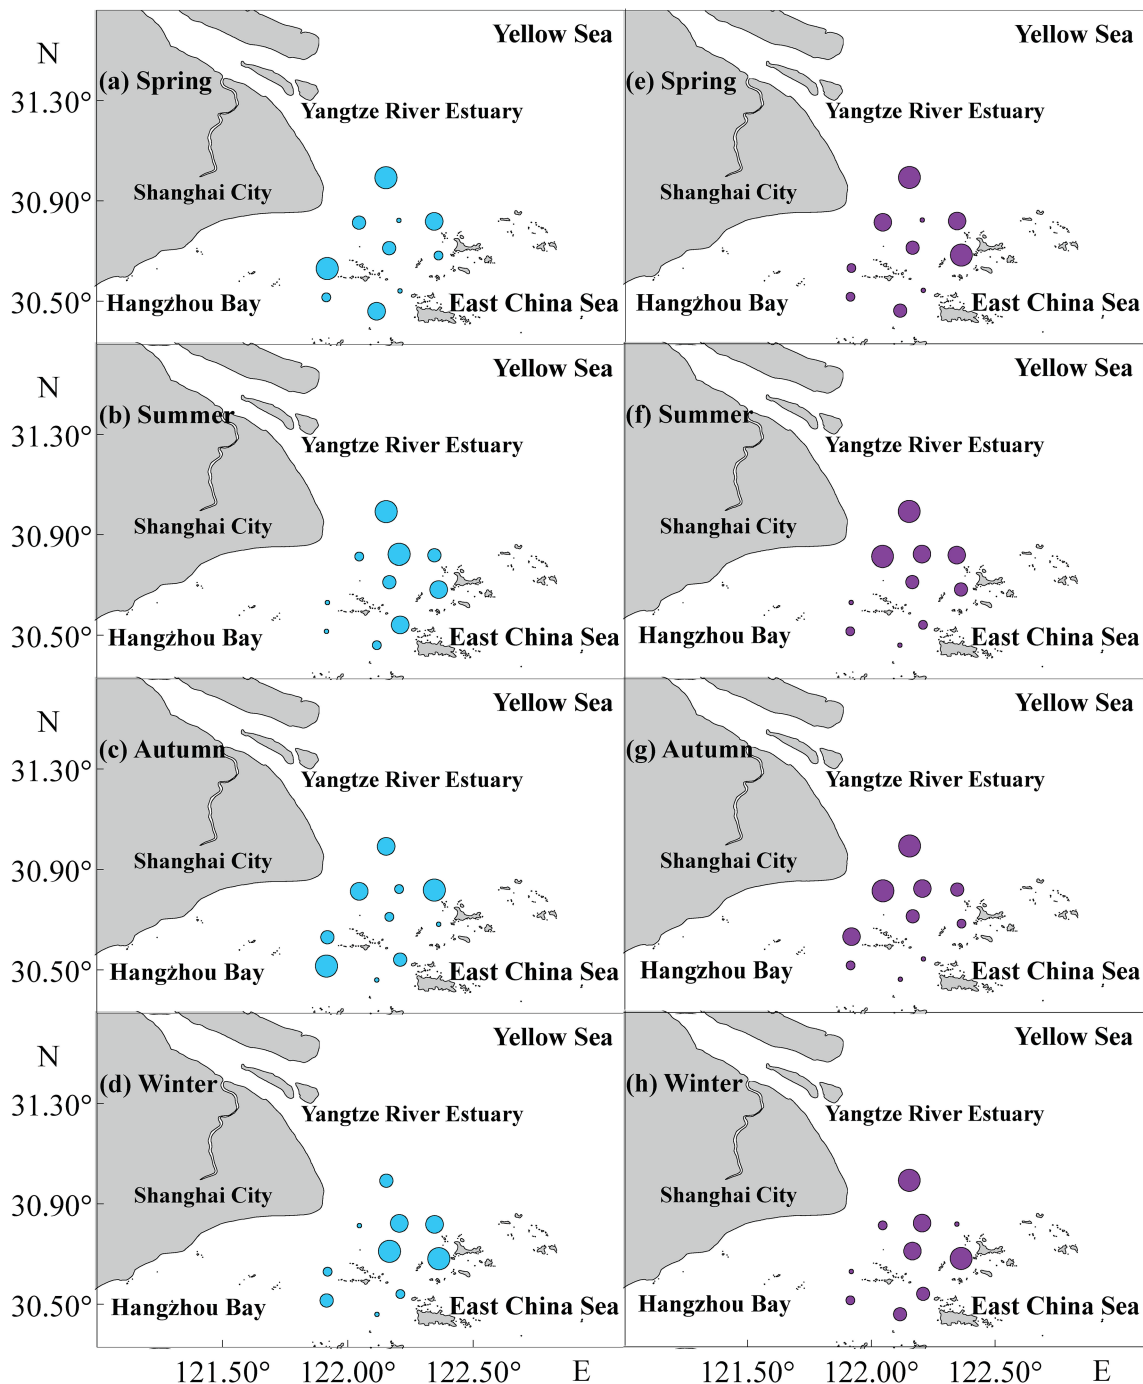 Yellow Sea Yellow Sea
N
(a) Spring (e) Spring
31.30° Yangtze River Estuary Yangtze River Estuary
Shanghai City Shanghai City
30.90°
30.50° Hangzhou Bay East China Sea Hangzhou Bay East China Sea
Yellow Sea Yellow Sea
N
(b) Summer (f) Summer
31.30° Yangtze River Estuary Yangtze River Estuary
Shanghai City Shanghai City
30.90°
30.50° Hangzhou Bay East China Sea Hangzhou Bay East China Sea
Yellow Sea Yellow Sea
N
(c) Autumn (g) Autumn
31.30° Yangtze River Estuary Yangtze River Estuary
Shanghai City Shanghai City
30.90°
30.50° Hangzhou Bay East China Sea Hangzhou Bay East China Sea
Yellow Sea Yellow Sea
N
(d) Winter (h) Winter
31.30° Yangtze River Estuary Yangtze River Estuary
Shanghai City Shanghai City
30.90°
30.50° Hangzhou Bay East China Sea Hangzhou Bay East China Sea
121.50° 122.00° 122.50° E 121.50° 122.00° 122.50° E